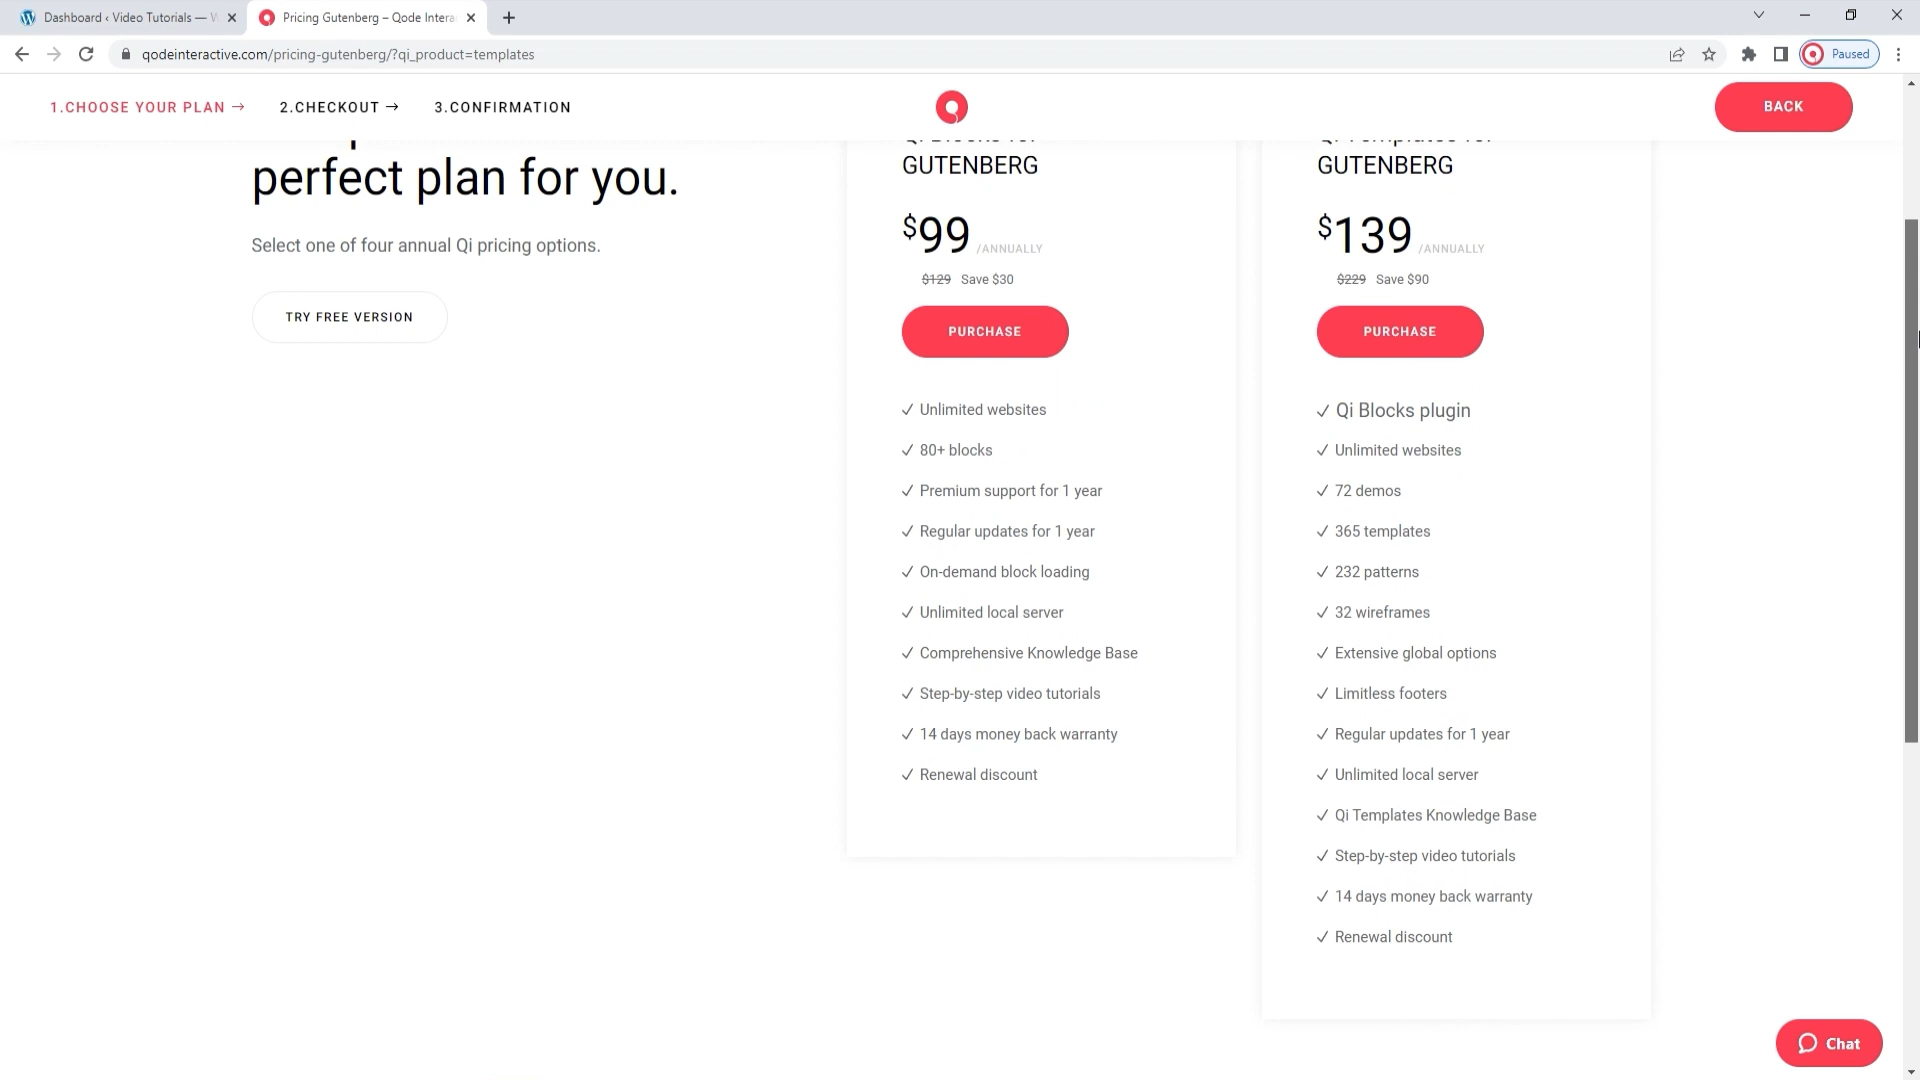 Dashboard ‹ Video Tutorials —
Pricing Gutenberg – Qode Intera
qodeinteractive.com/pricing-gutenberg/?qi_product=templates
Paused
1.CHOOSE YOUR PLAN →
2.CHECKOUT →
3.CONFIRMATION
BACK
perfect plan for you.
Select one of four annual Qi pricing options.
TRY FREE VERSION
Qi Blocks for
GUTENBERG
$99 /ANNUALLY
$129 Save $30
PURCHASE
✓ Unlimited websites
✓ 80+ blocks
✓ Premium support for 1 year
✓ Regular updates for 1 year
✓ On-demand block loading
✓ Unlimited local server
✓ Comprehensive Knowledge Base
✓ Step-by-step video tutorials
✓ 14 days money back warranty
✓ Renewal discount
Qi Templates for
GUTENBERG
$139 /ANNUALLY
$229 Save $90
PURCHASE
✓ Qi Blocks plugin
✓ Unlimited websites
✓ 72 demos
✓ 365 templates
✓ 232 patterns
✓ 32 wireframes
✓ Extensive global options
✓ Limitless footers
✓ Regular updates for 1 year
✓ Unlimited local server
✓ Qi Templates Knowledge Base
✓ Step-by-step video tutorials
✓ 14 days money back warranty
✓ Renewal discount
Chat